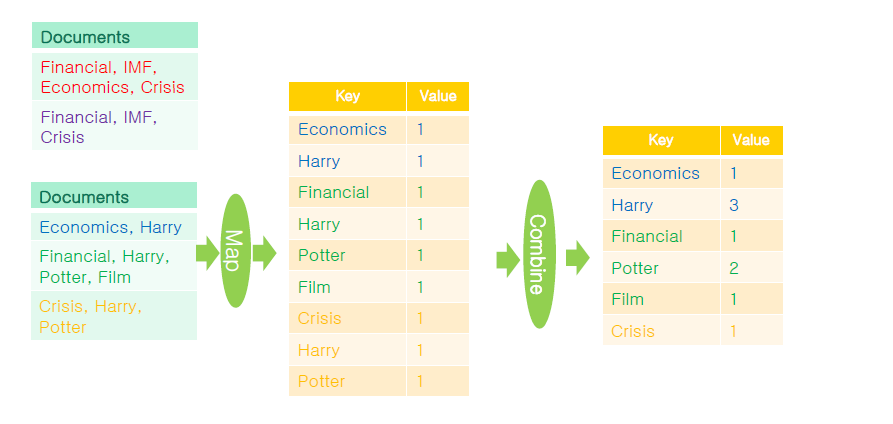 Documents
Financial, IMF,
Economics, Crisis
Financial, IMF,
Crisis
Documents
Economics, Harry
Financial, Harry,
Potter, Film
Crisis, Harry,
Potter
Map
Key Value
Economics 1
Harry 1
Financial 1
Harry 1
Potter 1
Film 1
Crisis 1
Harry 1
Potter 1
Combine
Key Value
Economics 1
Harry 3
Financial 1
Potter 2
Film 1
Crisis 1